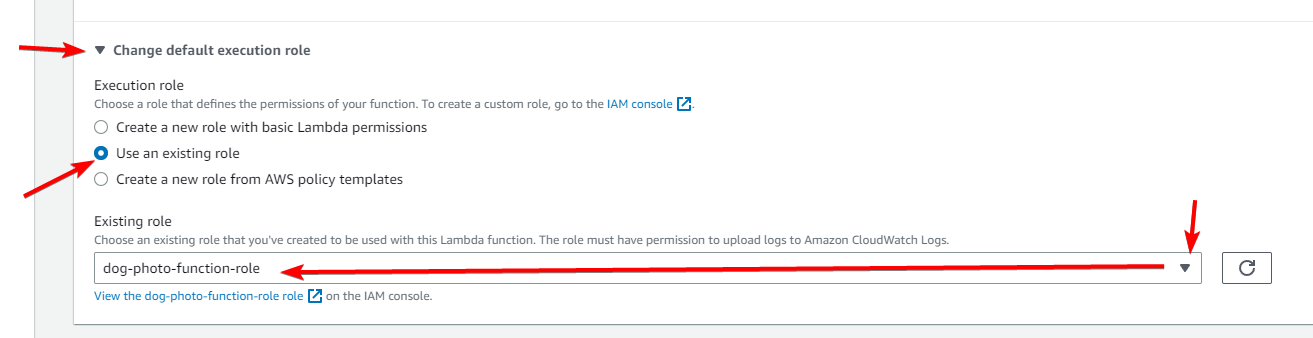 Change default execution role
Execution role
Choose a role that defines the permissions of your function. To create a custom role, go to the IAM console.
Create a new role with basic Lambda permissions
Use an existing role
Create a new role from AWS policy templates
Existing role
Choose an existing role that you've created to be used with this Lambda function. The role must have permission to upload logs to Amazon CloudWatch Logs.
dog-photo-function-role
View the dog-photo-function-role role on the IAM console.